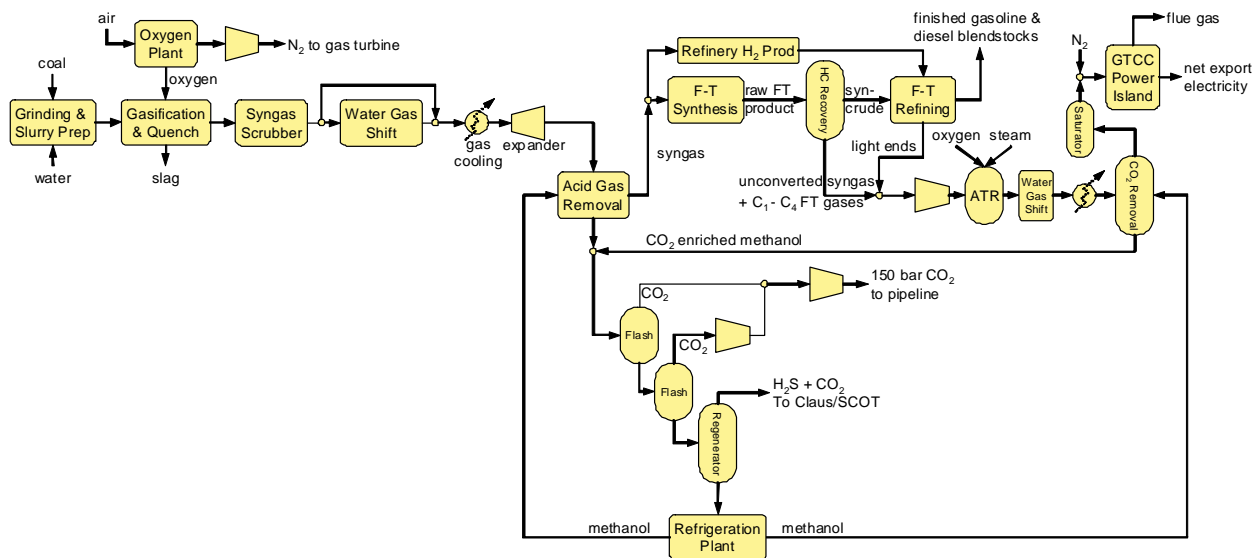 air
Oxygen
Plant
N2 to gas turbine
coal
oxygen
Grinding &
Slurry Prep
Gasification
& Quench
Syngas
Scrubber
Water Gas
Shift
gas
cooling
expander
water
slag
Acid Gas
Removal
syngas
Refinery H2 Prod
F-T
Synthesis
raw FT
product
HC Recovery
syn-
crude
F-T
Refining
finished gasoline &
diesel blendstocks
light ends
unconverted syngas
+ C1 - C4 FT gases
oxygen steam
ATR
Water
Gas
Shift
CO2 Removal
Saturator
N2
GTCC
Power
Island
flue gas
net export
electricity
CO2 enriched methanol
CO2
150 bar CO2
to pipeline
Flash
CO2
Flash
H2S + CO2
To Claus/SCOT
Regenerator
methanol
Refrigeration
Plant
methanol